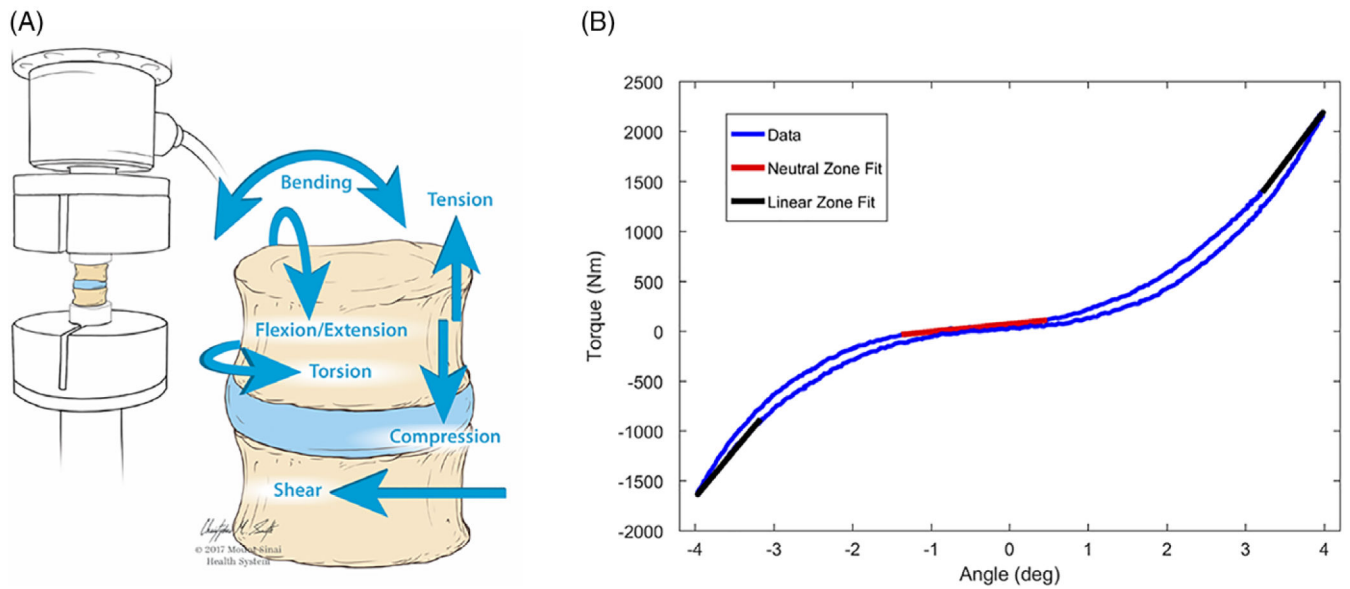 (A)
Bending
Tension
Flexion/Extension
Torsion
Compression
Shear
© 2017 Mount Sinai
Health System
(B)
2500
2000
1500
1000
500
0
-500
-1000
-1500
-2000
Torque (Nm)
Data
Neutral Zone Fit
Linear Zone Fit
-4 -3 -2 -1 0 1 2 3 4
Angle (deg)